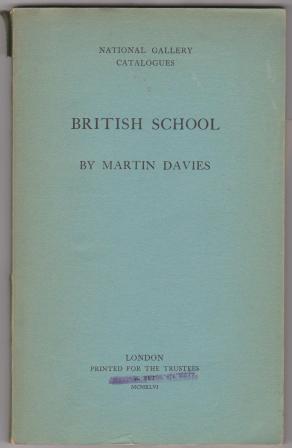 NATIONAL GALLERY
CATALOGUES
BRITISH SCHOOL
BY MARTIN DAVIES
LONDON
PRINTED FOR THE TRUSTEES
MCMXLVI